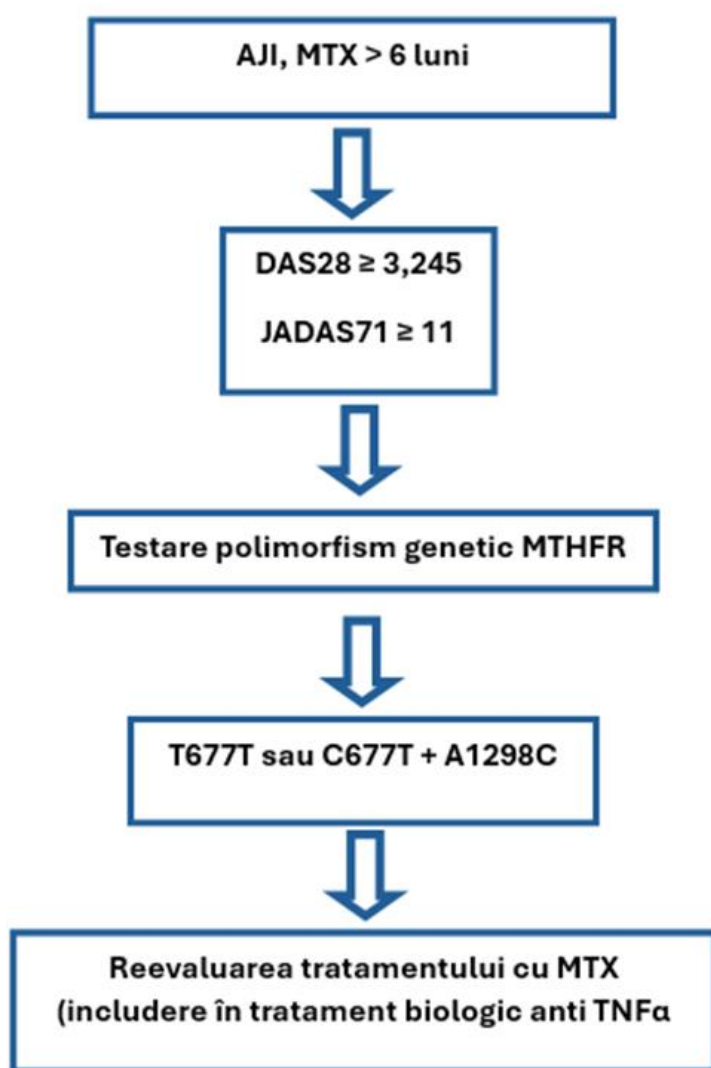 AJI, MTX > 6 luni
DAS28 ≥ 3,245
JADAS71 ≥ 11
Testare polimorfism genetic MTHFR
T677T sau C677T + A1298C
Reevaluarea tratamentului cu MTX
(includere în tratament biologic anti TNFα